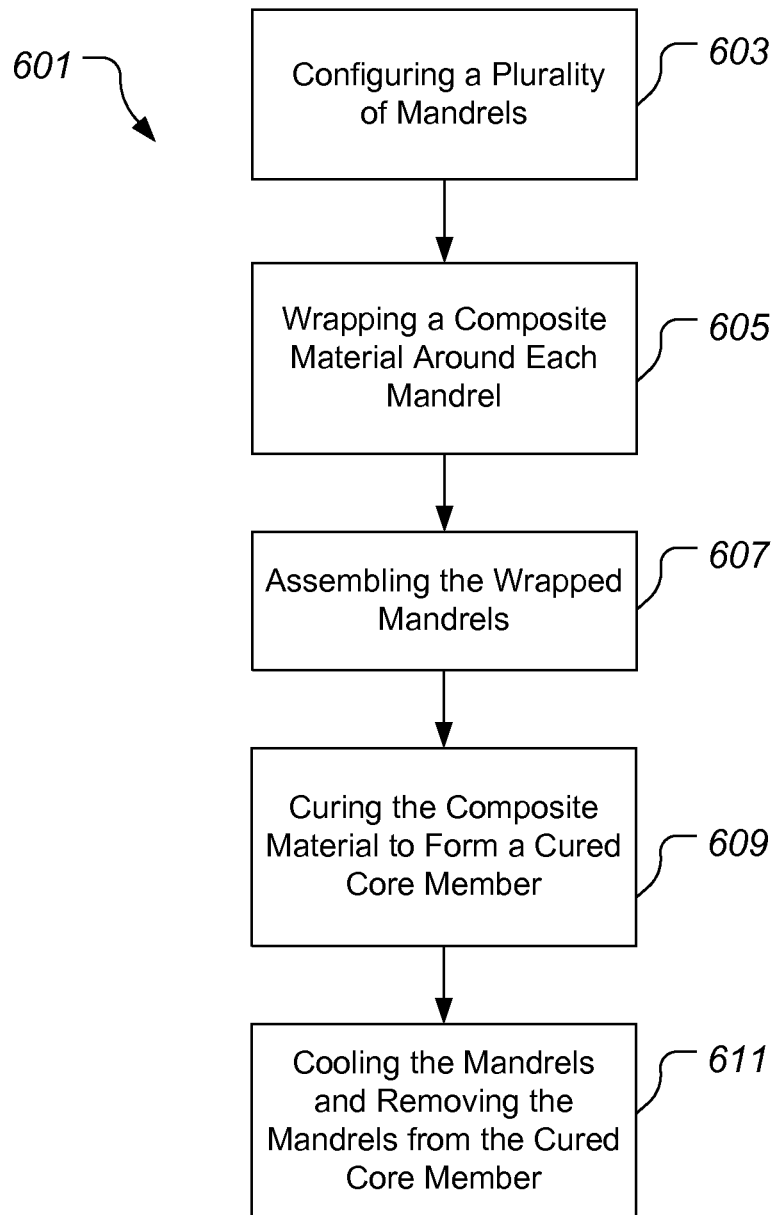 601
Configuring a Plurality
of Mandrels
603
Wrapping a Composite
Material Around Each
Mandrel
605
Assembling the Wrapped
Mandrels
607
Curing the Composite
Material to Form a Cured
Core Member
609
Cooling the Mandrels
and Removing the
Mandrels from the Cured
Core Member
611